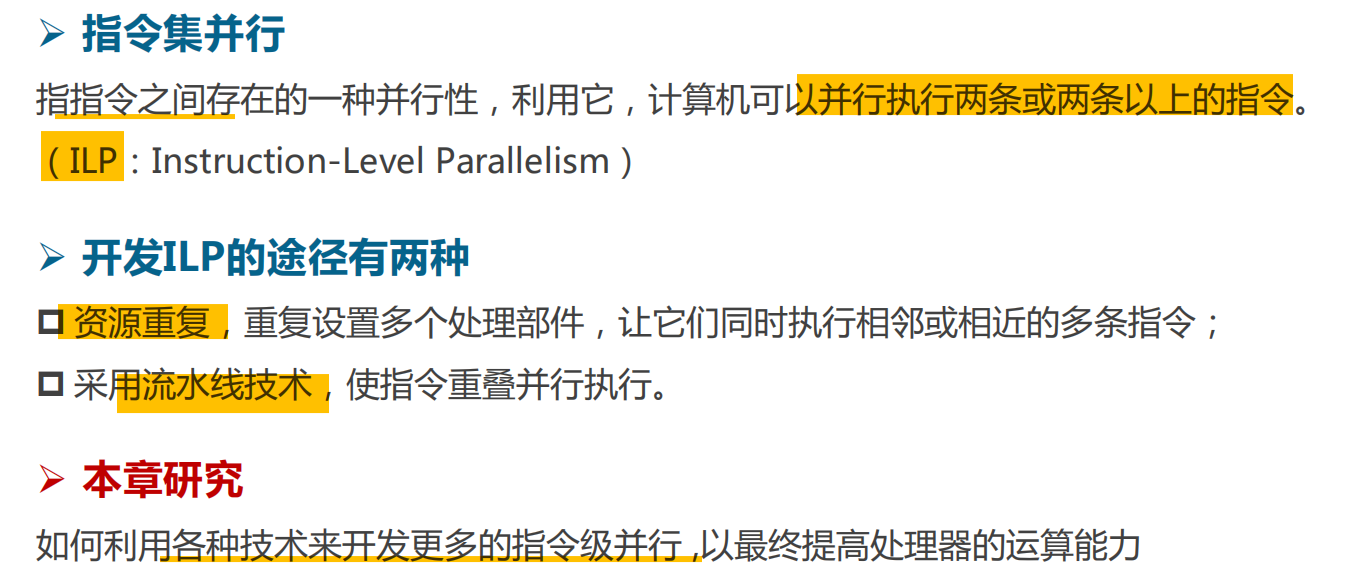 指令集并行
指指令之间存在的一种并行性，利用它，计算机可以并行执行两条或两条以上的指令。
（ILP：Instruction-Level Parallelism）
开发ILP的途径有两种
资源重复，重复设置多个处理部件，让它们同时执行相邻或相近的多条指令；
采用流水线技术，使指令重叠并行执行。
本章研究
如何利用各种技术来开发更多的指令级并行，以最终提高处理器的运算能力